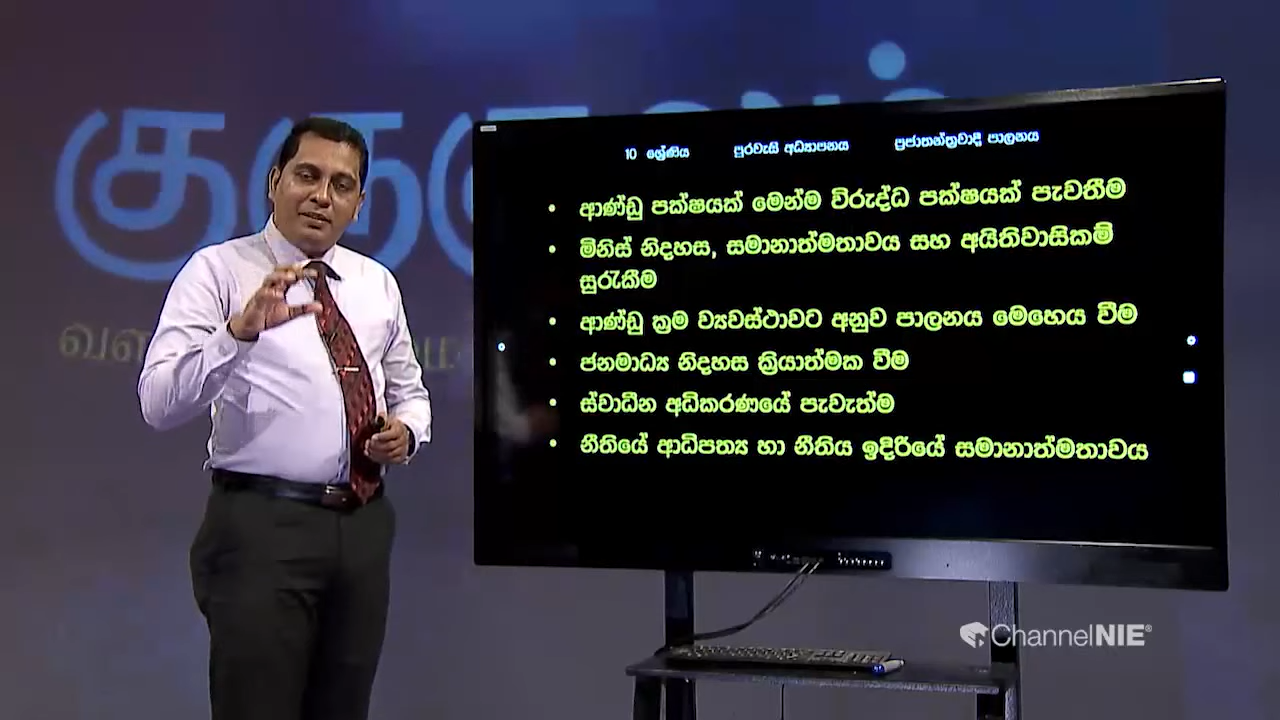 10 ශ්‍රේණිය පුරවැසි අධ්‍යාපනය ප්‍රජාතන්ත්‍රවාදී පාලනය
• ආණ්ඩු පක්ෂයක් මෙන්ම විරුද්ධ පක්ෂයක් පැවතීම
• මිනිස් නිදහස, සමානාත්මතාවය සහ අයිතිවාසිකම්
සුරැකීම
• ආණ්ඩු ක්‍රම ව්‍යවස්ථාවට අනුව පාලනය මෙහෙය වීම
• ජනමාධ්‍ය නිදහස ක්‍රියාත්මක වීම
• ස්වාධීන අධිකරණයේ පැවැත්ම
• නීතියේ ආධිපත්‍ය හා නීතිය ඉදිරියේ සමානාත්මතාවය
ChannelNIE®